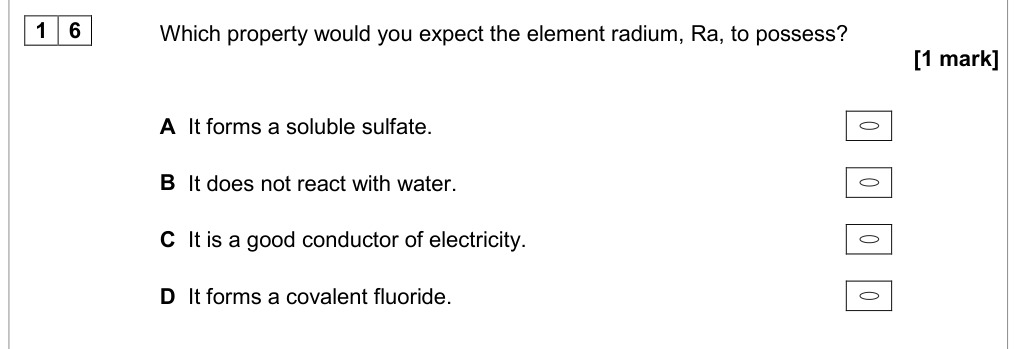 1 6 Which property would you expect the element radium, Ra, to possess?
[1 mark]
A It forms a soluble sulfate.
B It does not react with water.
C It is a good conductor of electricity.
D It forms a covalent fluoride.